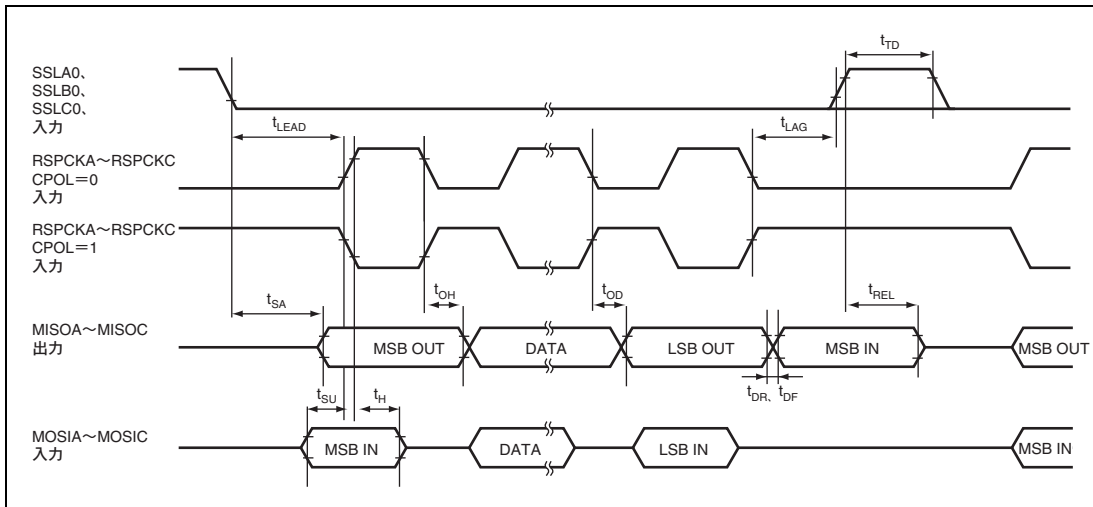 SSLA0、
SSLB0、
SSLC0、
入力
tTD
tLEAD
tLAG
RSPCKA～RSPCKC
CPOL＝0
入力
RSPCKA～RSPCKC
CPOL＝1
入力
tSA
tOH
tOD
tREL
MISOA～MISOC
出力
MSB OUT
DATA
LSB OUT
MSB IN
MSB OUT
tSU
tH
tDR、tDF
MOSIA～MOSIC
入力
MSB IN
DATA
LSB IN
MSB IN